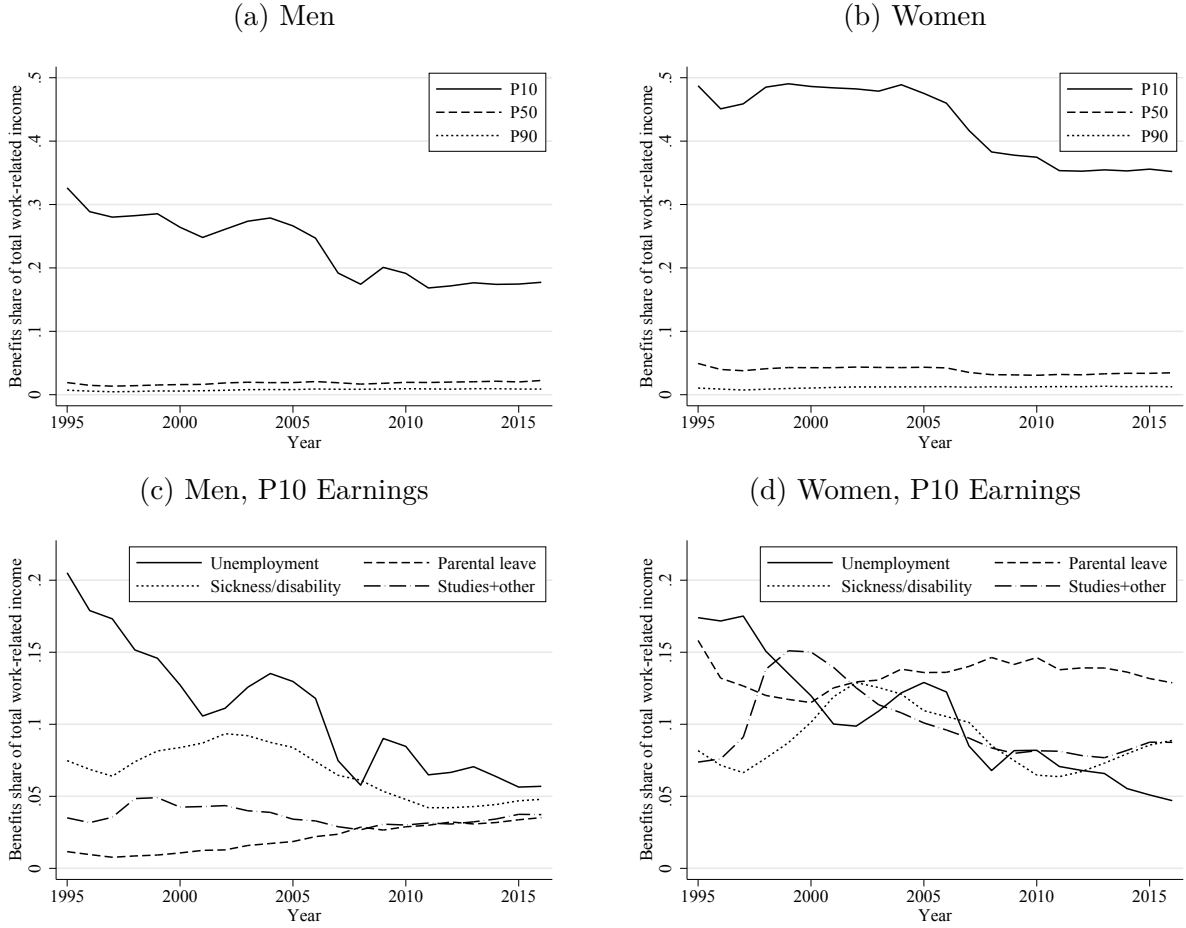 (a) Men
(b) Women
Benefits share of total work-related income
0 .1 .2 .3 .4 .5
P10
P50
P90
1995 2000 2005 2010 2015
Year
Benefits share of total work-related income
0 .1 .2 .3 .4 .5
P10
P50
P90
1995 2000 2005 2010 2015
Year
(c) Men, P10 Earnings
(d) Women, P10 Earnings
Benefits share of total work-related income
0 .05 .1 .15 .2
Unemployment Parental leave
Sickness/disability Studies+other
1995 2000 2005 2010 2015
Year
Benefits share of total work-related income
0 .05 .1 .15 .2
Unemployment Parental leave
Sickness/disability Studies+other
1995 2000 2005 2010 2015
Year